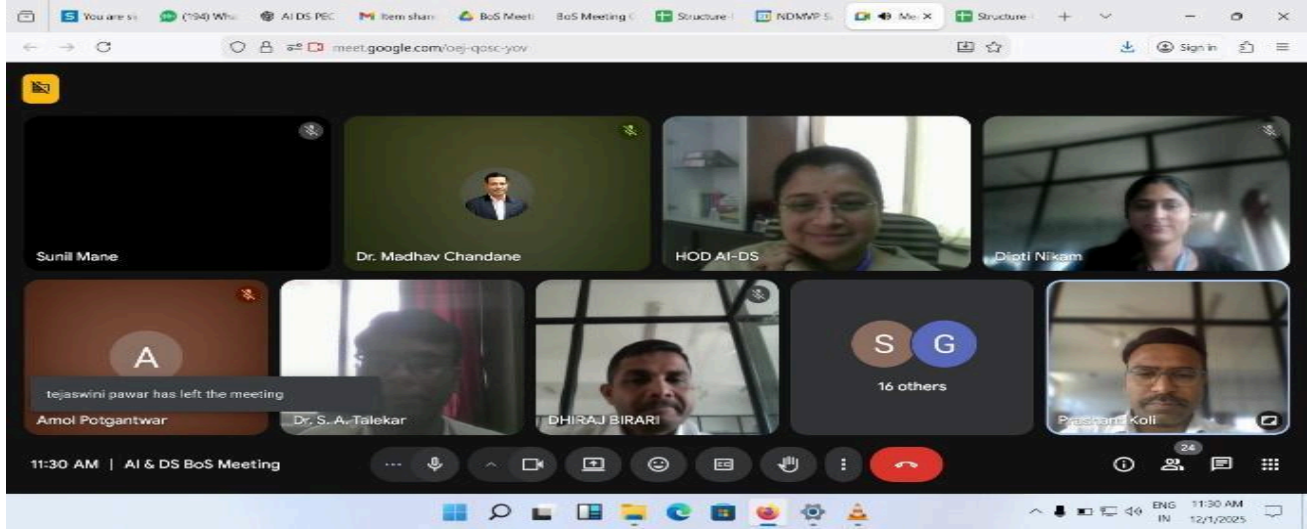 You are s
(194) Wh
AI DS PEC
Item shar
BoS Meeti
BoS Meeting
Structure
NDMVP S
Me
Structure
meet.google.com/oej-qosc-yov
Sign in
Sunil Mane
Dr. Madhav Chandane
HOD AI-DS
Dipti Nikam
A
tejaswini pawar has left the meeting
Amol Potgantwar
Dr. S. A. Talekar
DHIRAJ BIRARI
S G
16 others
Prashant Koli
11:30 AM | AI & DS BoS Meeting
24
ENG 11:30 AM
IN 12/1/2025